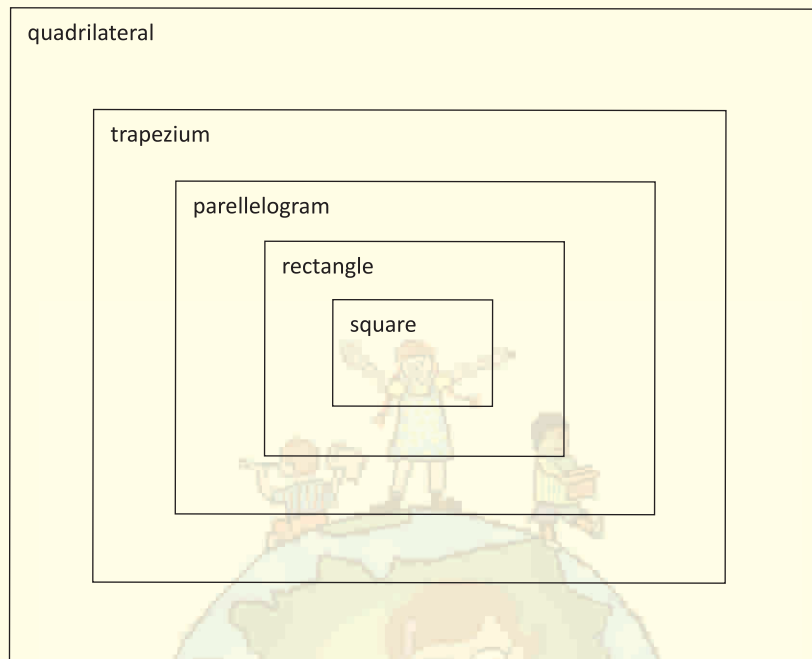 quadrilateral
trapezium
parellelogram
rectangle
square